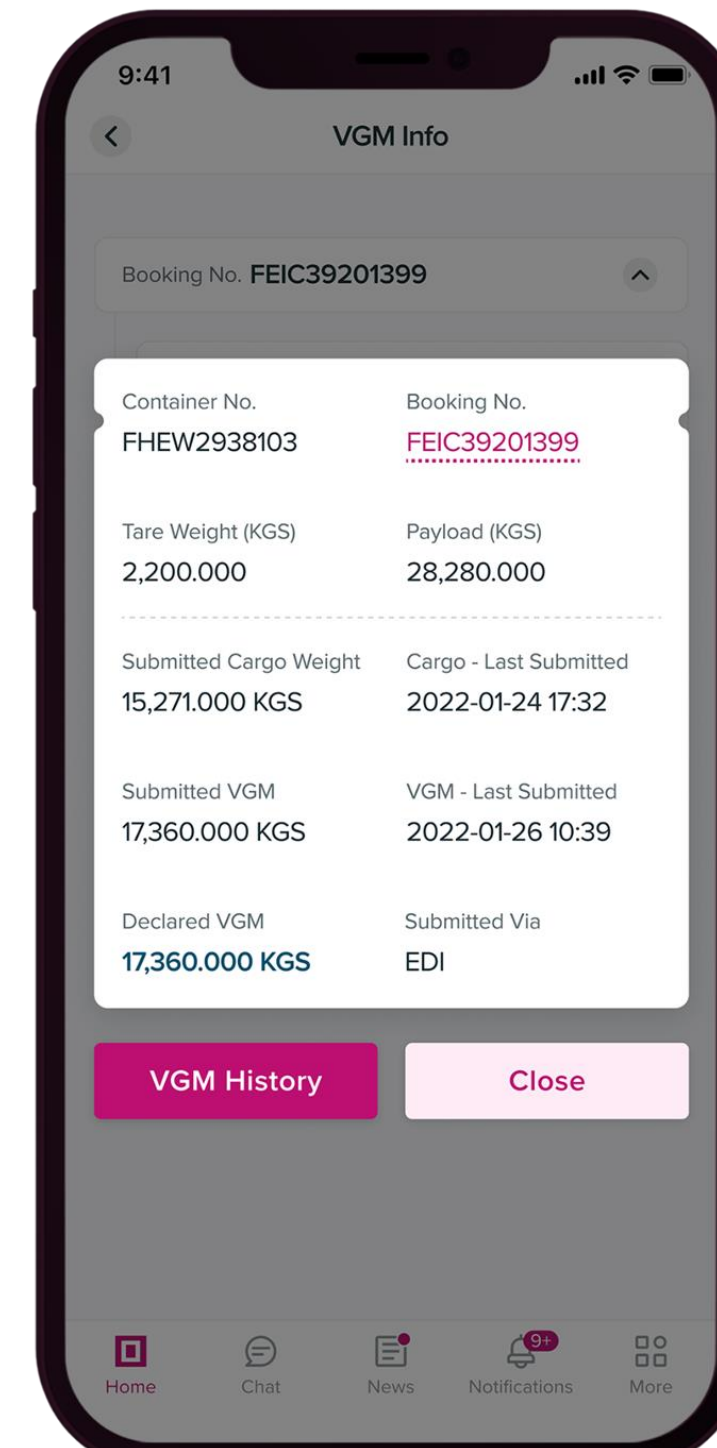 9:41
VGM Info
Booking No. FEIC39201399
Container No. Booking No.
FHEW2938103 FEIC39201399
Tare Weight (KGS) Payload (KGS)
2,200.000 28,280.000
Submitted Cargo Weight Cargo - Last Submitted
15,271.000 KGS 2022-01-24 17:32
Submitted VGM VGM - Last Submitted
17,360.000 KGS 2022-01-26 10:39
Declared VGM Submitted Via
17,360.000 KGS EDI
VGM History Close
9+
Home Chat News Notifications More